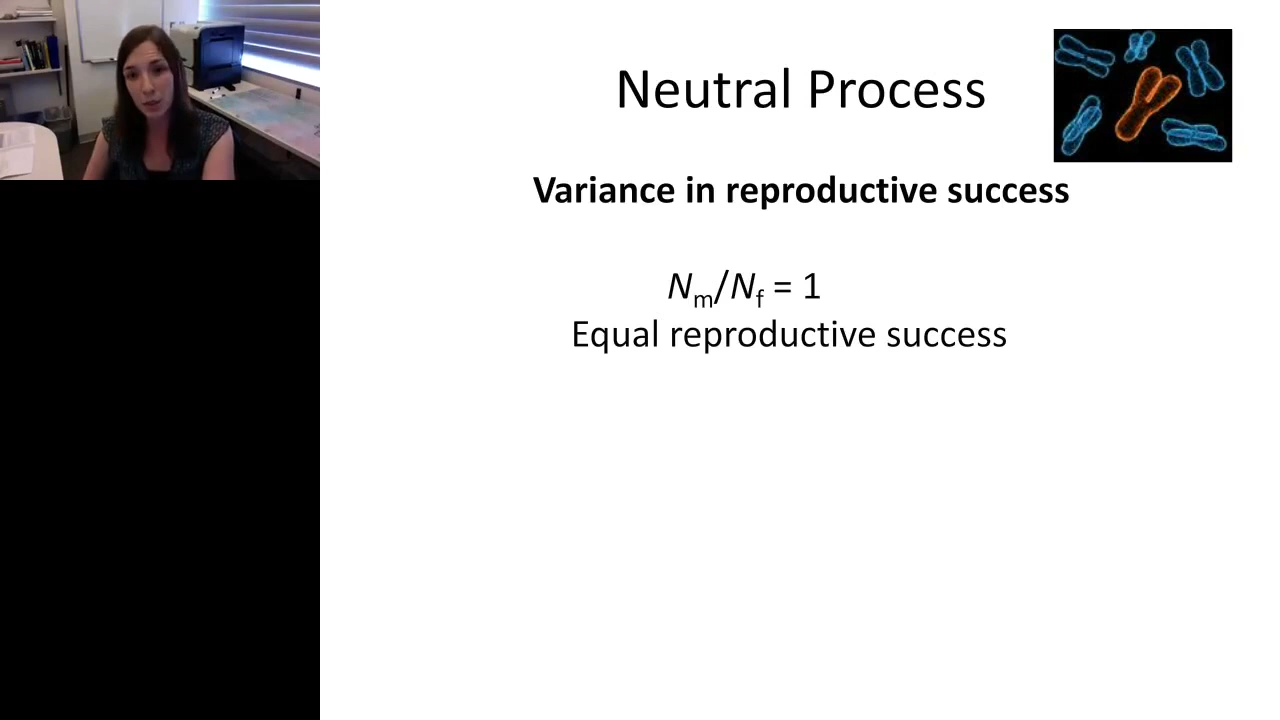 Neutral Process
Variance in reproductive success
Nm/Nf = 1
Equal reproductive success